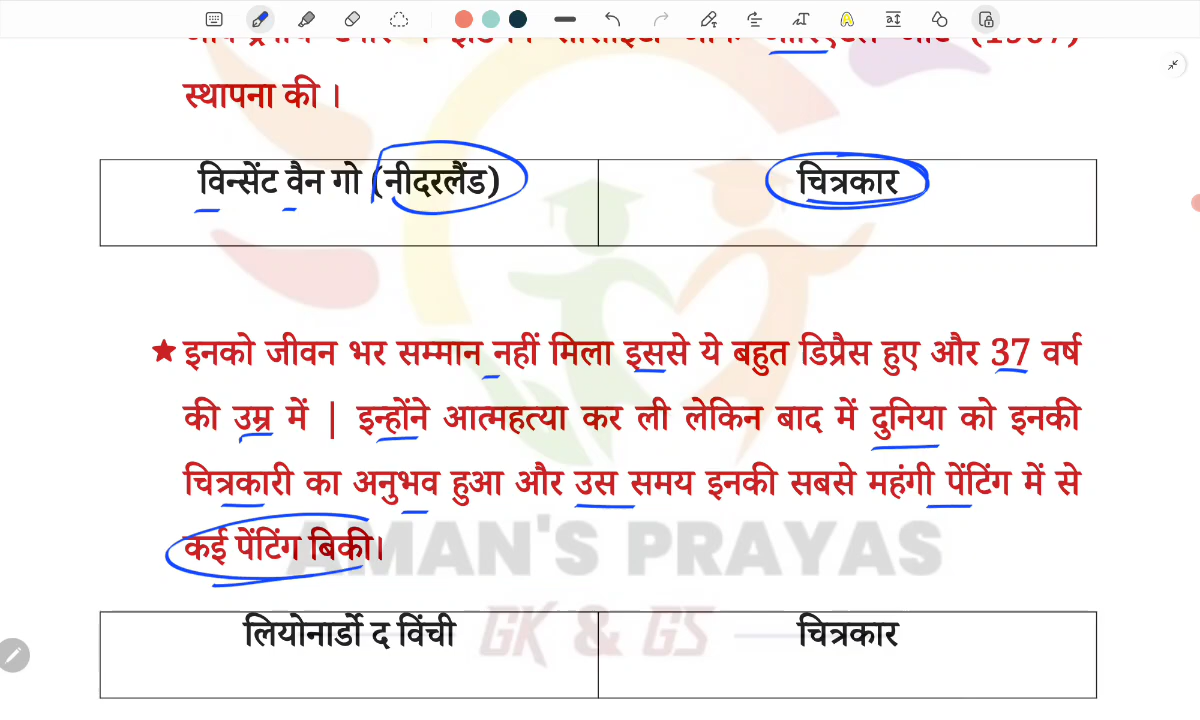 स्थापना की ।
विन्सेंट वैन गो (नीदरलैंड) चित्रकार
★ इनको जीवन भर सम्मान नहीं मिला इससे ये बहुत डिप्रैस हुए और 37 वर्ष
की उम्र में | इन्होंने आत्महत्या कर ली लेकिन बाद में दुनिया को इनकी
चित्रकारी का अनुभव हुआ और उस समय इनकी सबसे महंगी पेंटिंग में से
कई पेंटिंग बिकी।
AMAN'S PRAYAS
लियोनार्डो द विंची चित्रकार
GK & GS